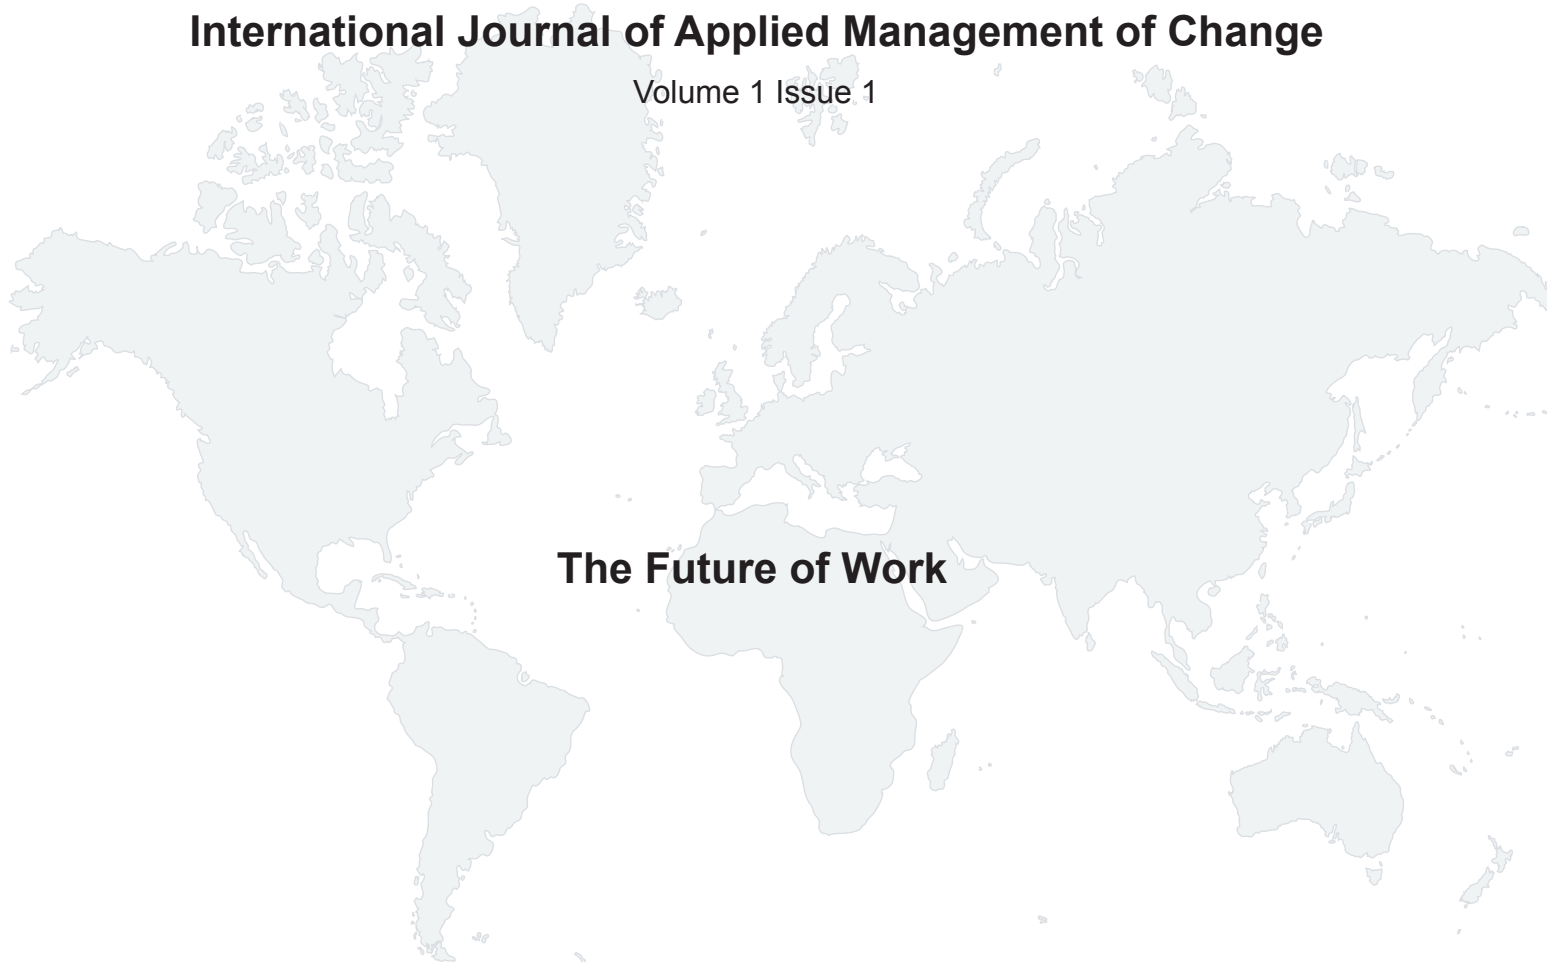 International Journal of Applied Management of Change
Volume 1 Issue 1
The Future of Work